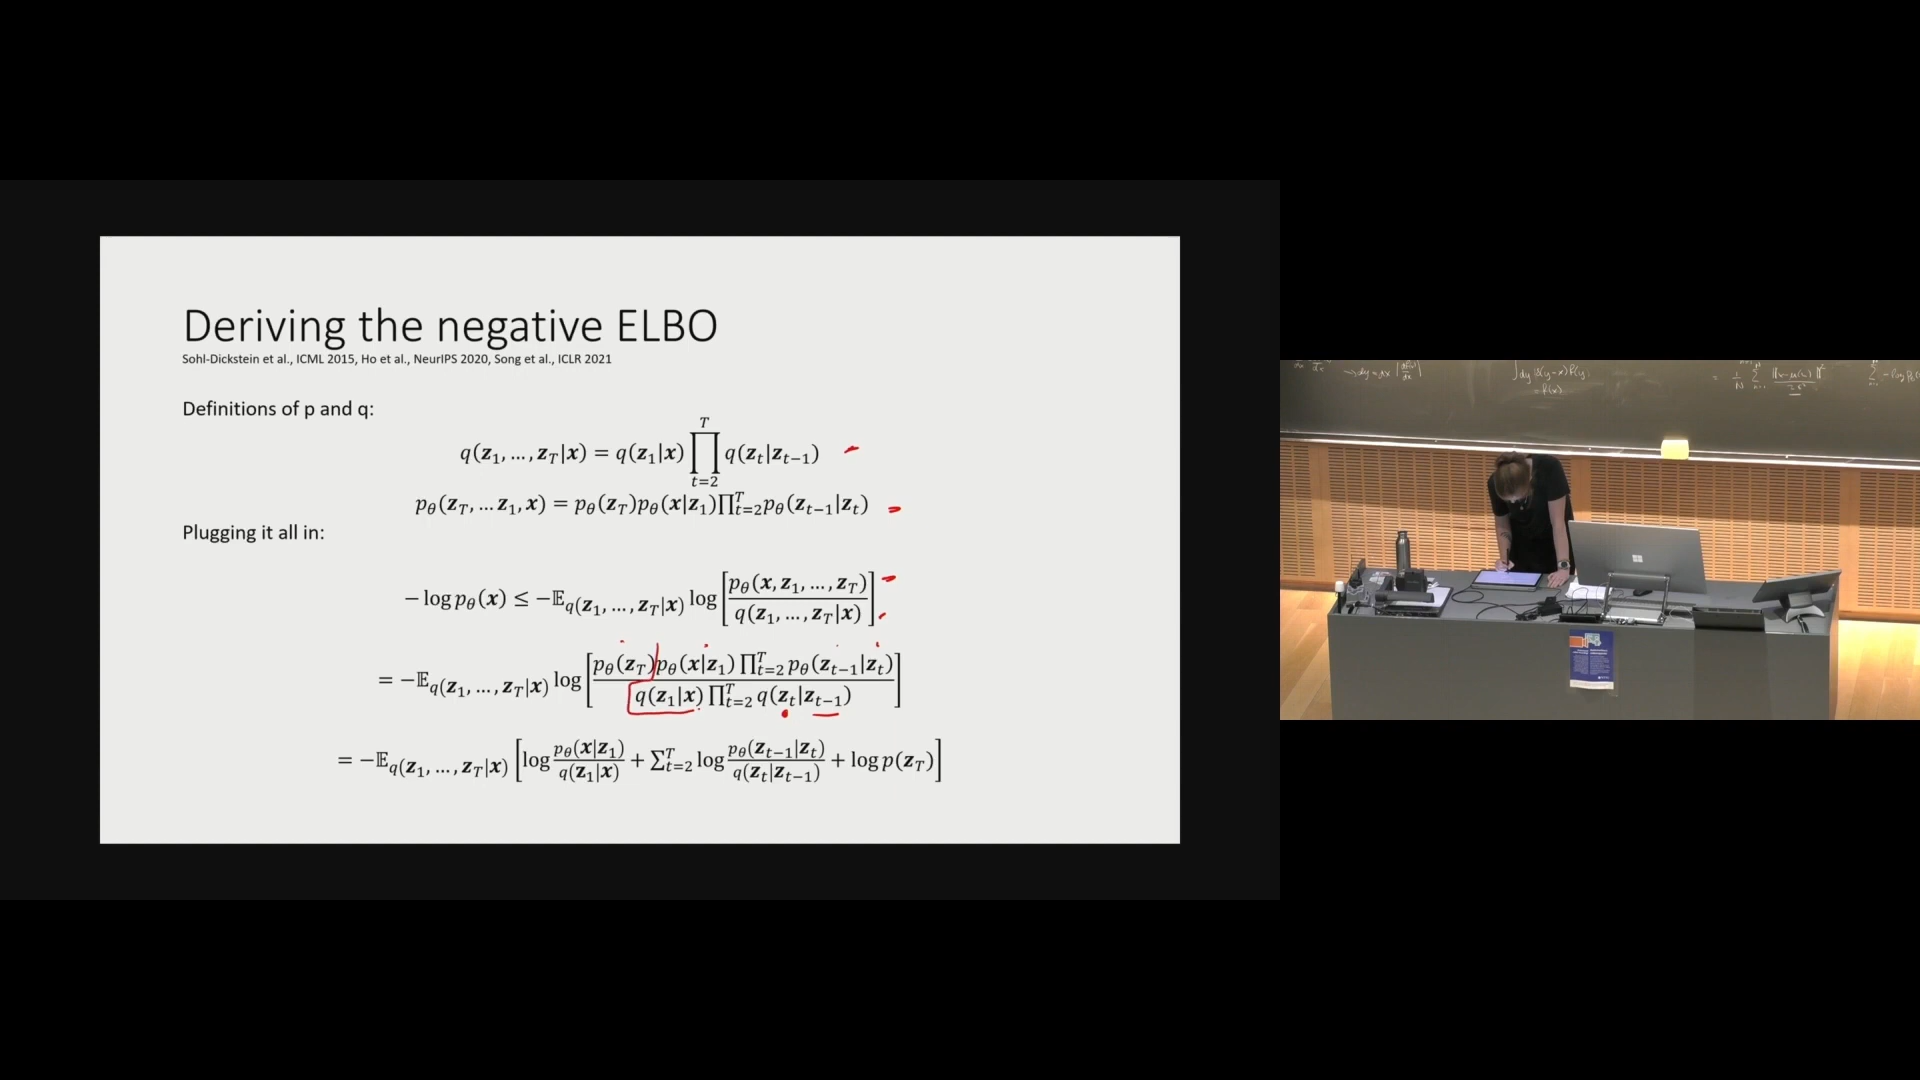 Deriving the negative ELBO
Sohl-Dickstein et al., ICML 2015, Ho et al., NeurIPS 2020, Song et al., ICLR 2021
Definitions of p and q:
q(z₁, …, z_T|x) = q(z₁|x) ∏_{t=2}^{T} q(z_t|z_{t−1})
p_θ(z_T, … z₁, x) = p_θ(z_T)p_θ(x|z₁)∏_{t=2}^{T} p_θ(z_{t−1}|z_t)
Plugging it all in:
− log p_θ(x) ≤ −𝔼_{q(z₁, …, z_T|x)} log [p_θ(x, z₁, …, z_T) / q(z₁, …, z_T|x)]
= −𝔼_{q(z₁, …, z_T|x)} log [p_θ(z_T)p_θ(x|z₁) ∏_{t=2}^{T} p_θ(z_{t−1}|z_t) / q(z₁|x) ∏_{t=2}^{T} q(z_t|z_{t−1})]
= −𝔼_{q(z₁, …, z_T|x)} [log p_θ(x|z₁) / q(z₁|x) + ∑_{t=2}^{T} log p_θ(z_{t−1}|z_t) / q(z_t|z_{t−1}) + log p(z_T)]